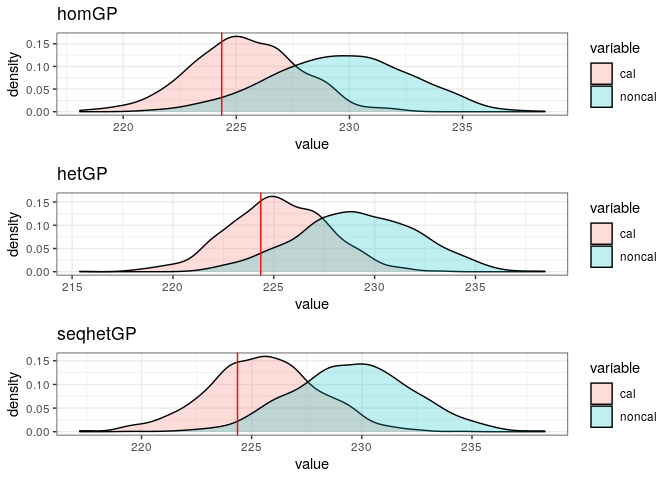 homGP
density
0.15
0.10
0.05
0.00
220
225
230
235
value
variable
cal
noncal
hetGP
density
0.15
0.10
0.05
0.00
215
220
225
230
235
value
variable
cal
noncal
seqhetGP
density
0.15
0.10
0.05
0.00
220
225
230
235
value
variable
cal
noncal